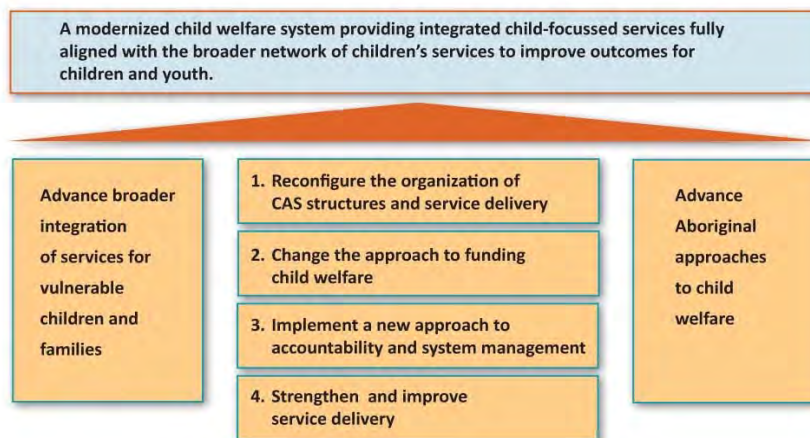 A modernized child welfare system providing integrated child-focussed services fully
aligned with the broader network of children's services to improve outcomes for
children and youth.
Advance broader
integration
of services for
vulnerable
children and
families
1. Reconfigure the organization of
CAS structures and service delivery
2. Change the approach to funding
child welfare
3. Implement a new approach to
accountability and system management
4. Strengthen and improve
service delivery
Advance
Aboriginal
approaches
to child
welfare